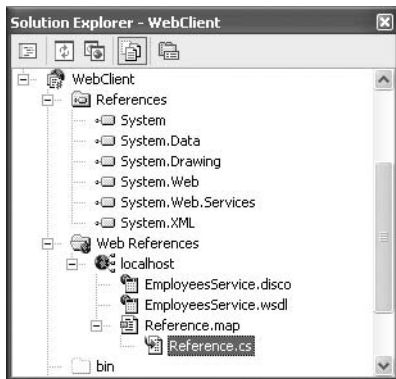 Solution Explorer - WebClient
WebClient
References
System
System.Data
System.Drawing
System.Web
System.Web.Services
System.XML
Web References
localhost
EmployeesService.disco
EmployeesService.wsdl
Reference.map
Reference.cs
bin